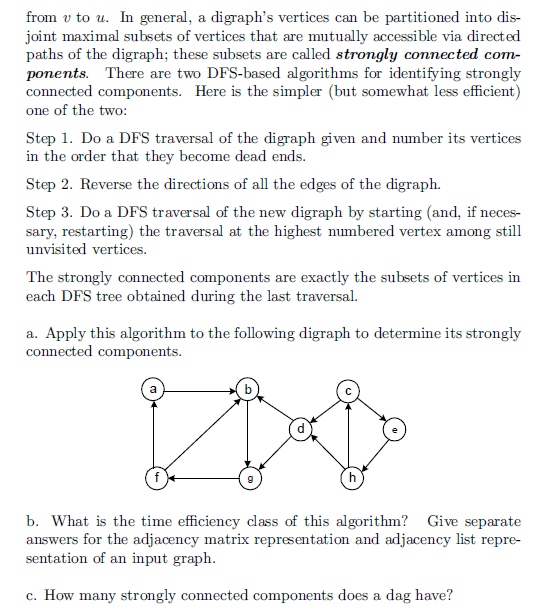 from v to u. In general, a digraph's vertices can be partitioned into dis-
joint maximal subsets of vertices that are mutually accessible via directed
paths of the digraph; these subsets are called strongly connected com-
ponents. There are two DFS-based algorithms for identifying strongly
connected components. Here is the simpler (but somewhat less efficient)
one of the two:
Step 1. Do a DFS traversal of the digraph given and number its vertices
in the order that they become dead ends.
Step 2. Reverse the directions of all the edges of the digraph.
Step 3. Do a DFS traversal of the new digraph by starting (and, if neces-
sary, restarting) the traversal at the highest numbered vertex among still
unvisited vertices.
The strongly connected components are exactly the subsets of vertices in
each DFS tree obtained during the last traversal.
a. Apply this algorithm to the following digraph to determine its strongly
connected components.
a b c
d e
f g h
b. What is the time efficiency class of this algorithm? Give separate
answers for the adjacency matrix representation and adjacency list repre-
sentation of an input graph.
c. How many strongly connected components does a dag have?